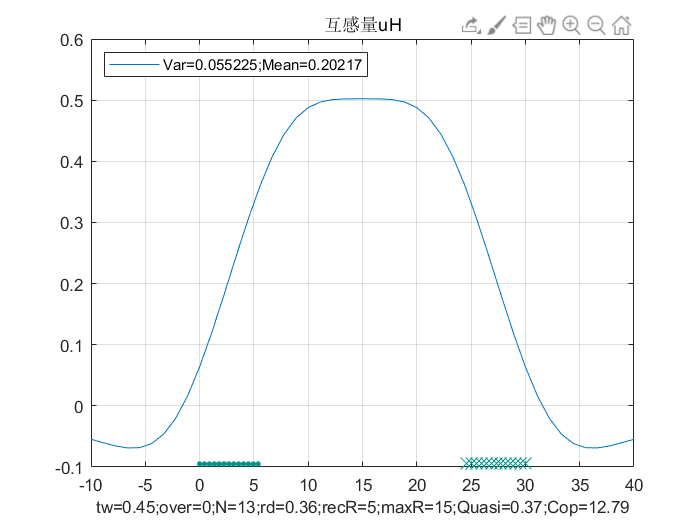 互感量uH
0.6
Var=0.055225;Mean=0.20217
0.5
0.4
0.3
0.2
0.1
0
-0.1
-10 -5 0 5 10 15 20 25 30 35 40
tw=0.45;over=0;N=13;rd=0.36;recR=5;maxR=15;Quasi=0.37;Cop=12.79